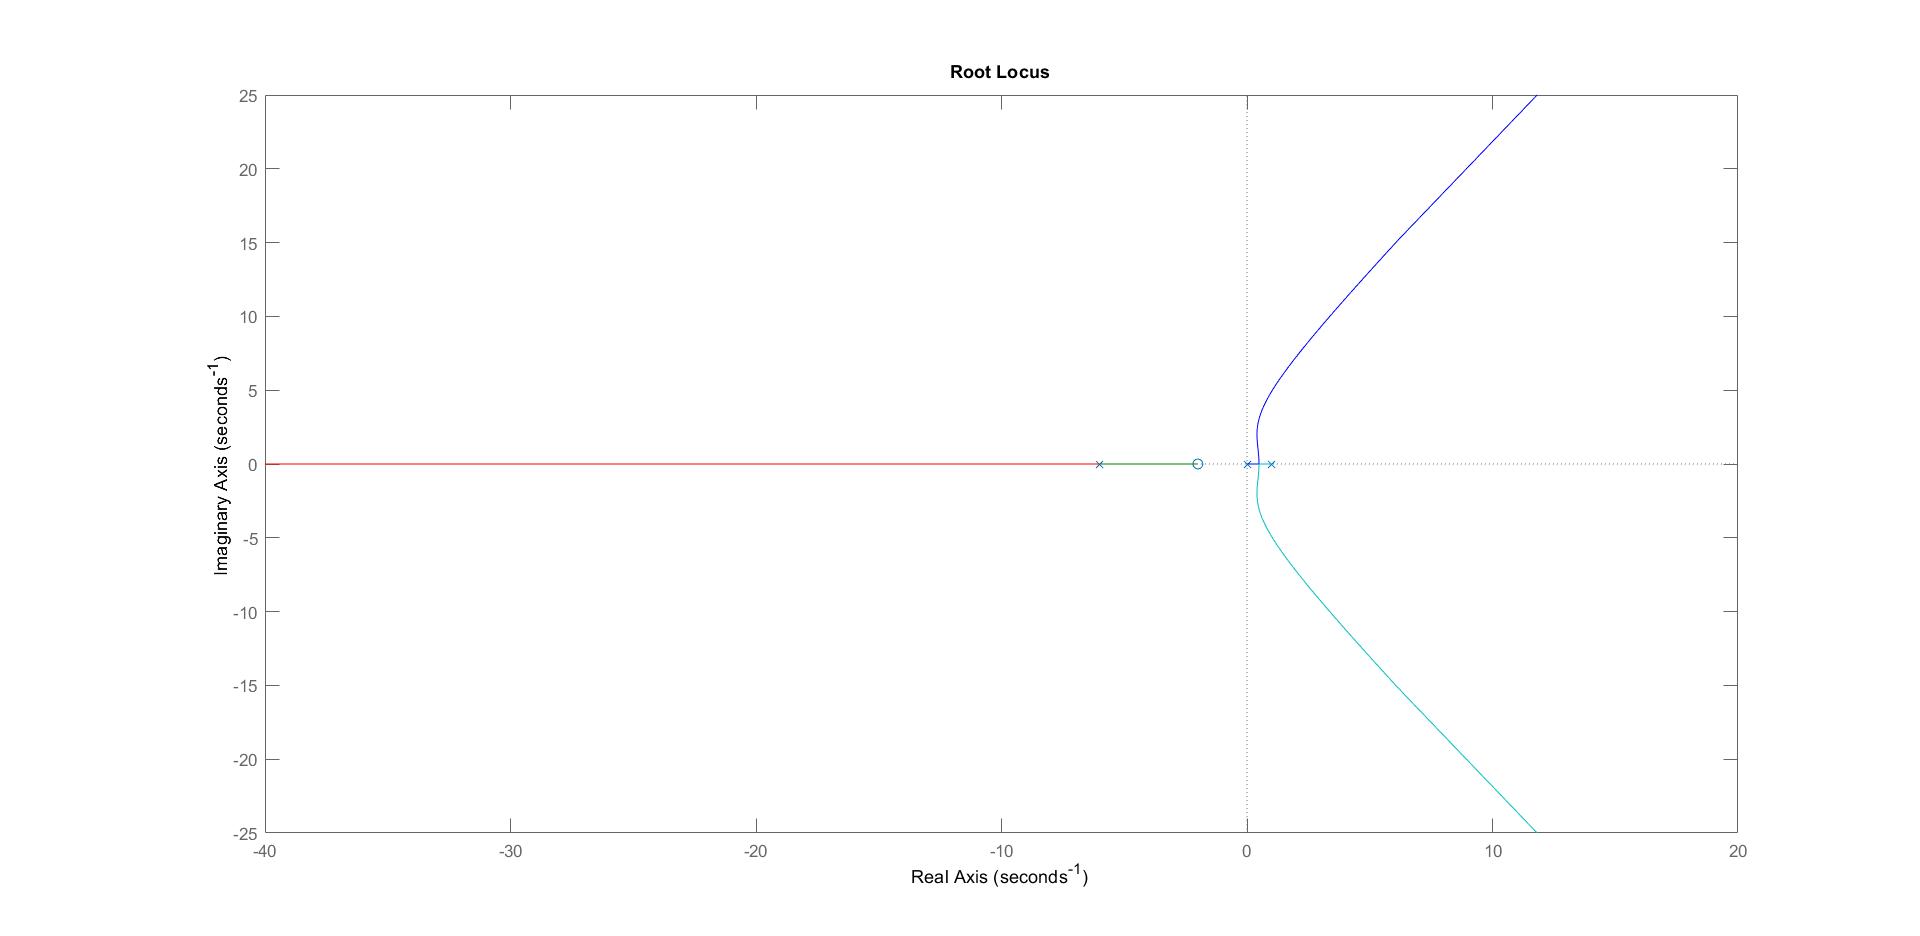 Root Locus
25
20
15
10
5
0
-5
-10
-15
-20
-25
Imaginary Axis (seconds⁻¹)
-40 -30 -20 -10 0 10 20
Real Axis (seconds⁻¹)